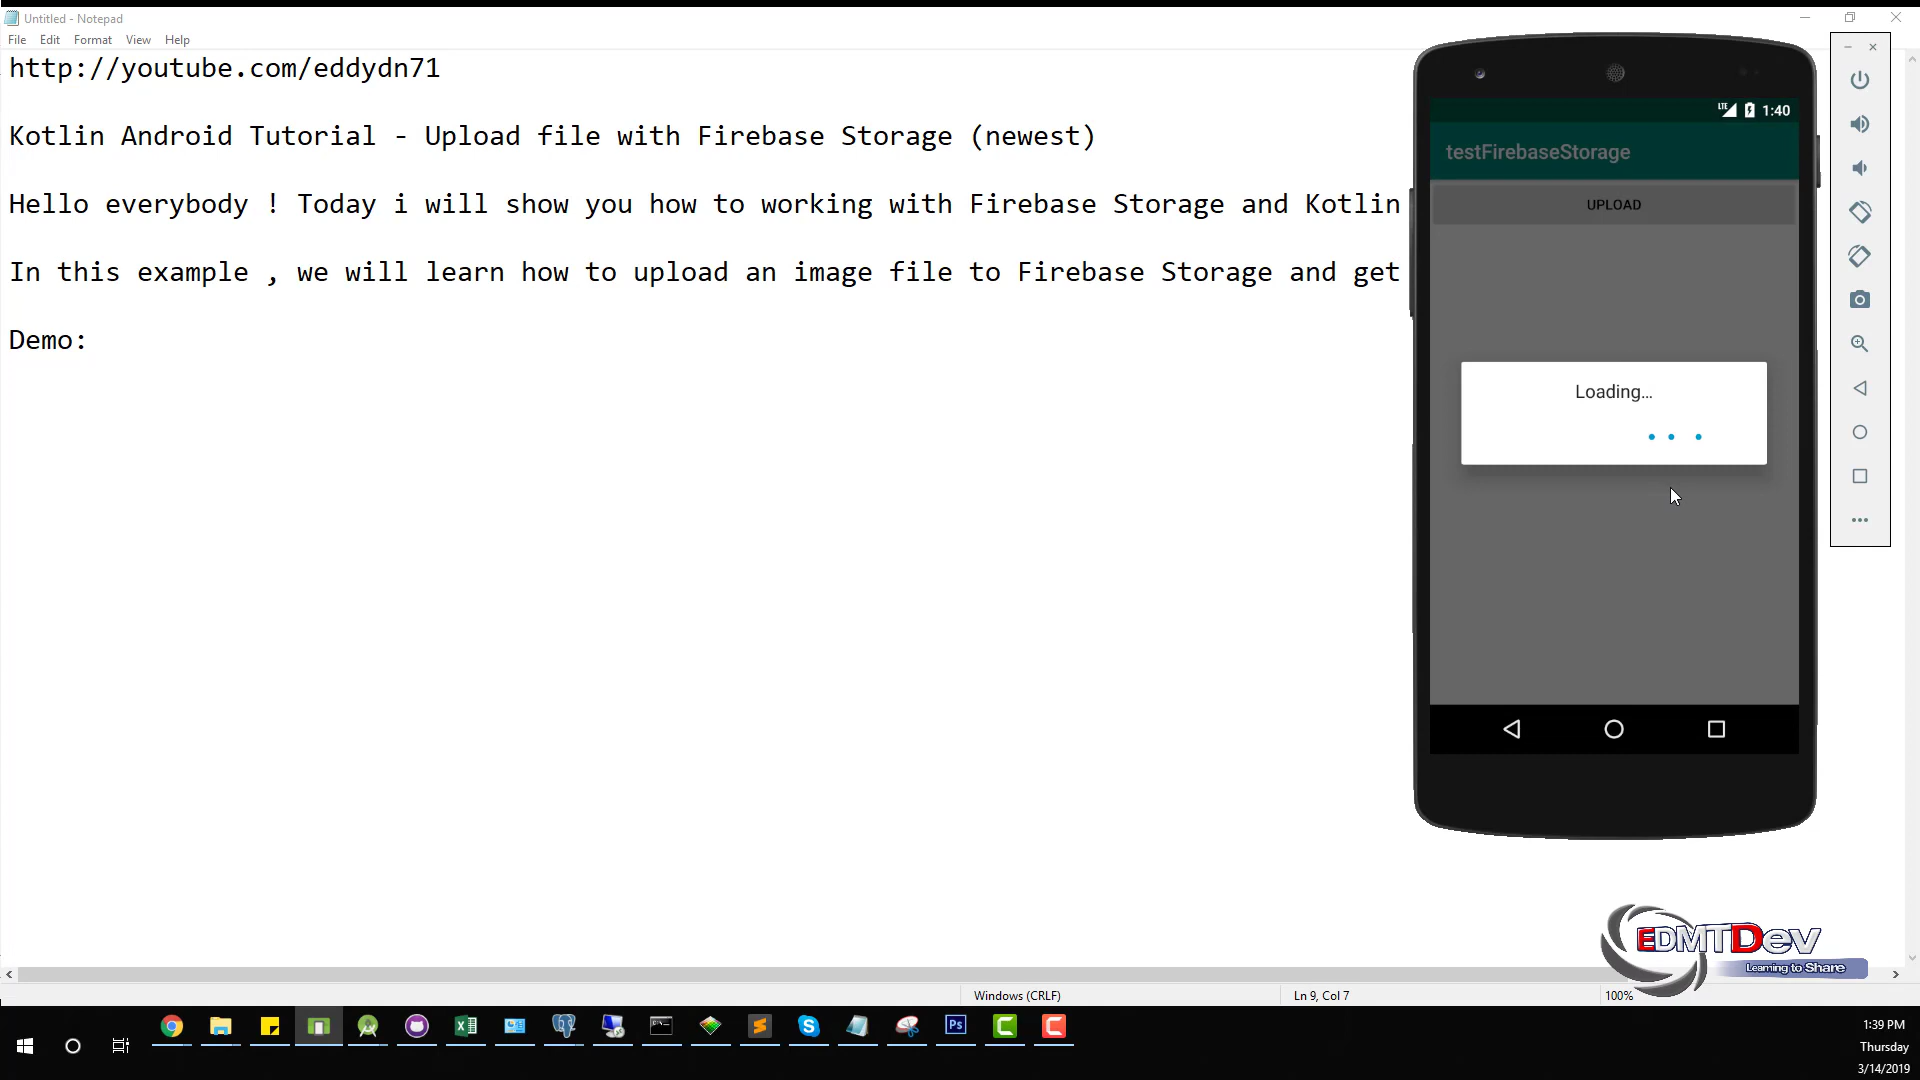 Untitled - Notepad
File Edit Format View Help
http://youtube.com/eddydn71
Kotlin Android Tutorial - Upload file with Firebase Storage (newest)
Hello everybody ! Today i will show you how to working with Firebase Storage and Kotlin
In this example , we will learn how to upload an image file to Firebase Storage and get
Demo:
LTE 1:40
testFirebaseStorage
UPLOAD
Loading...
EDMTDev
Learning to Share
Windows (CRLF) Ln 9, Col 7 100%
Ps
1:39 PM
Thursday
3/14/2019